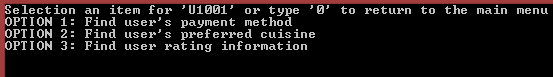 Selection an item for 'U1001' or type '0' to return to the main menu
OPTION 1: Find user's payment method
OPTION 2: Find user's preferred cuisine
OPTION 3: Find user rating information